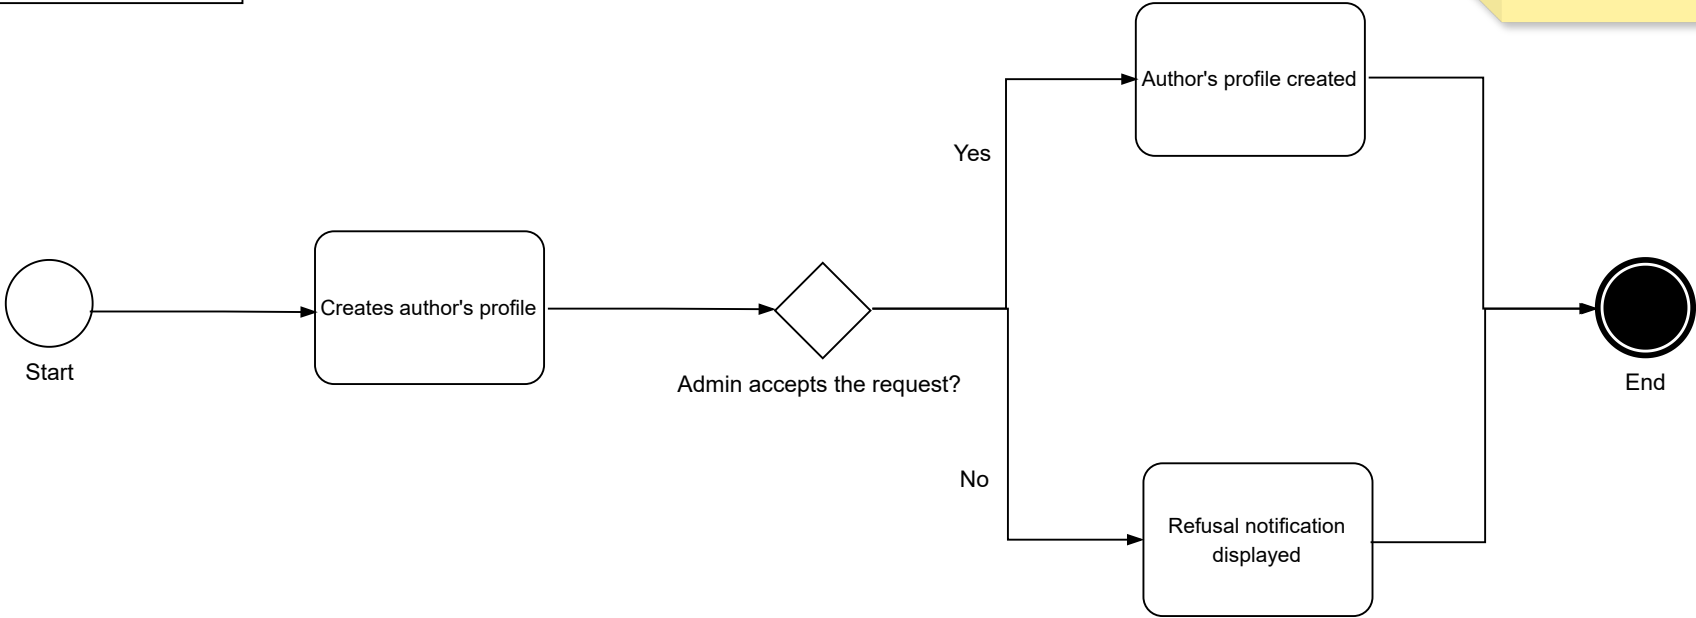 Author's profile created
Yes
Creates author's profile
Start
Admin accepts the request?
End
No
Refusal notification
displayed